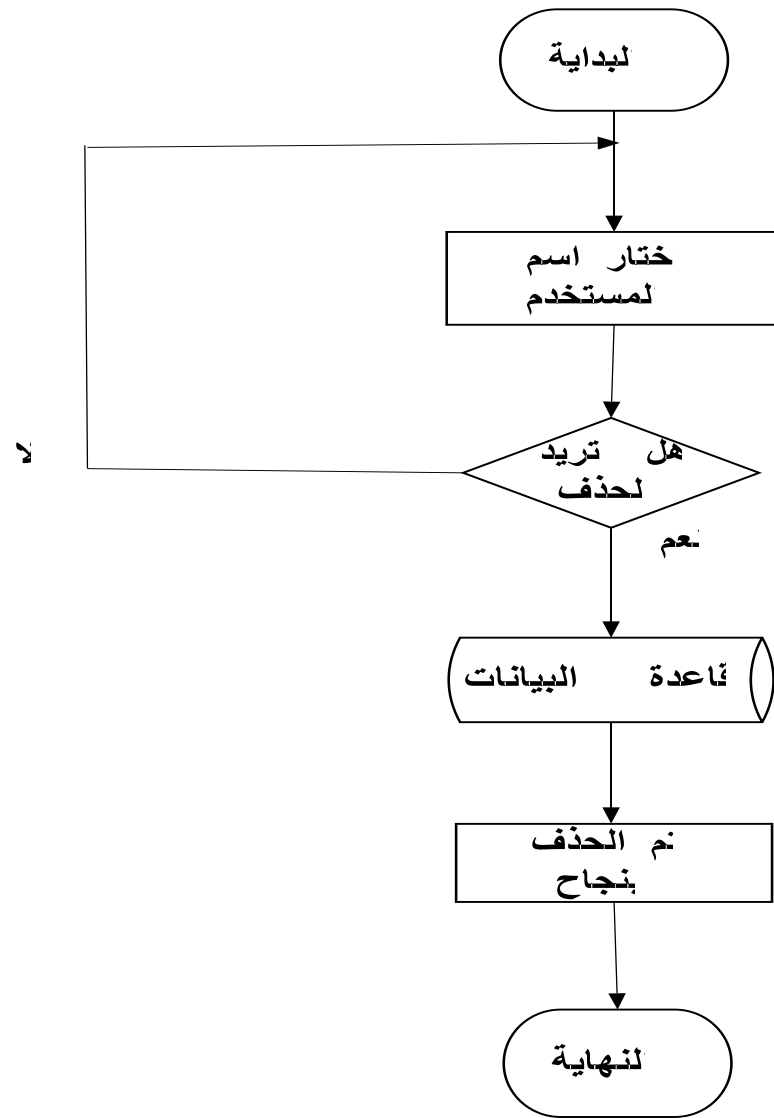 لبداية
ختار اسم
لمستخدم
هل تريد
لحذف
لا
نعم
قاعدة البيانات
تم الحذف
بنجاح
لنهاية